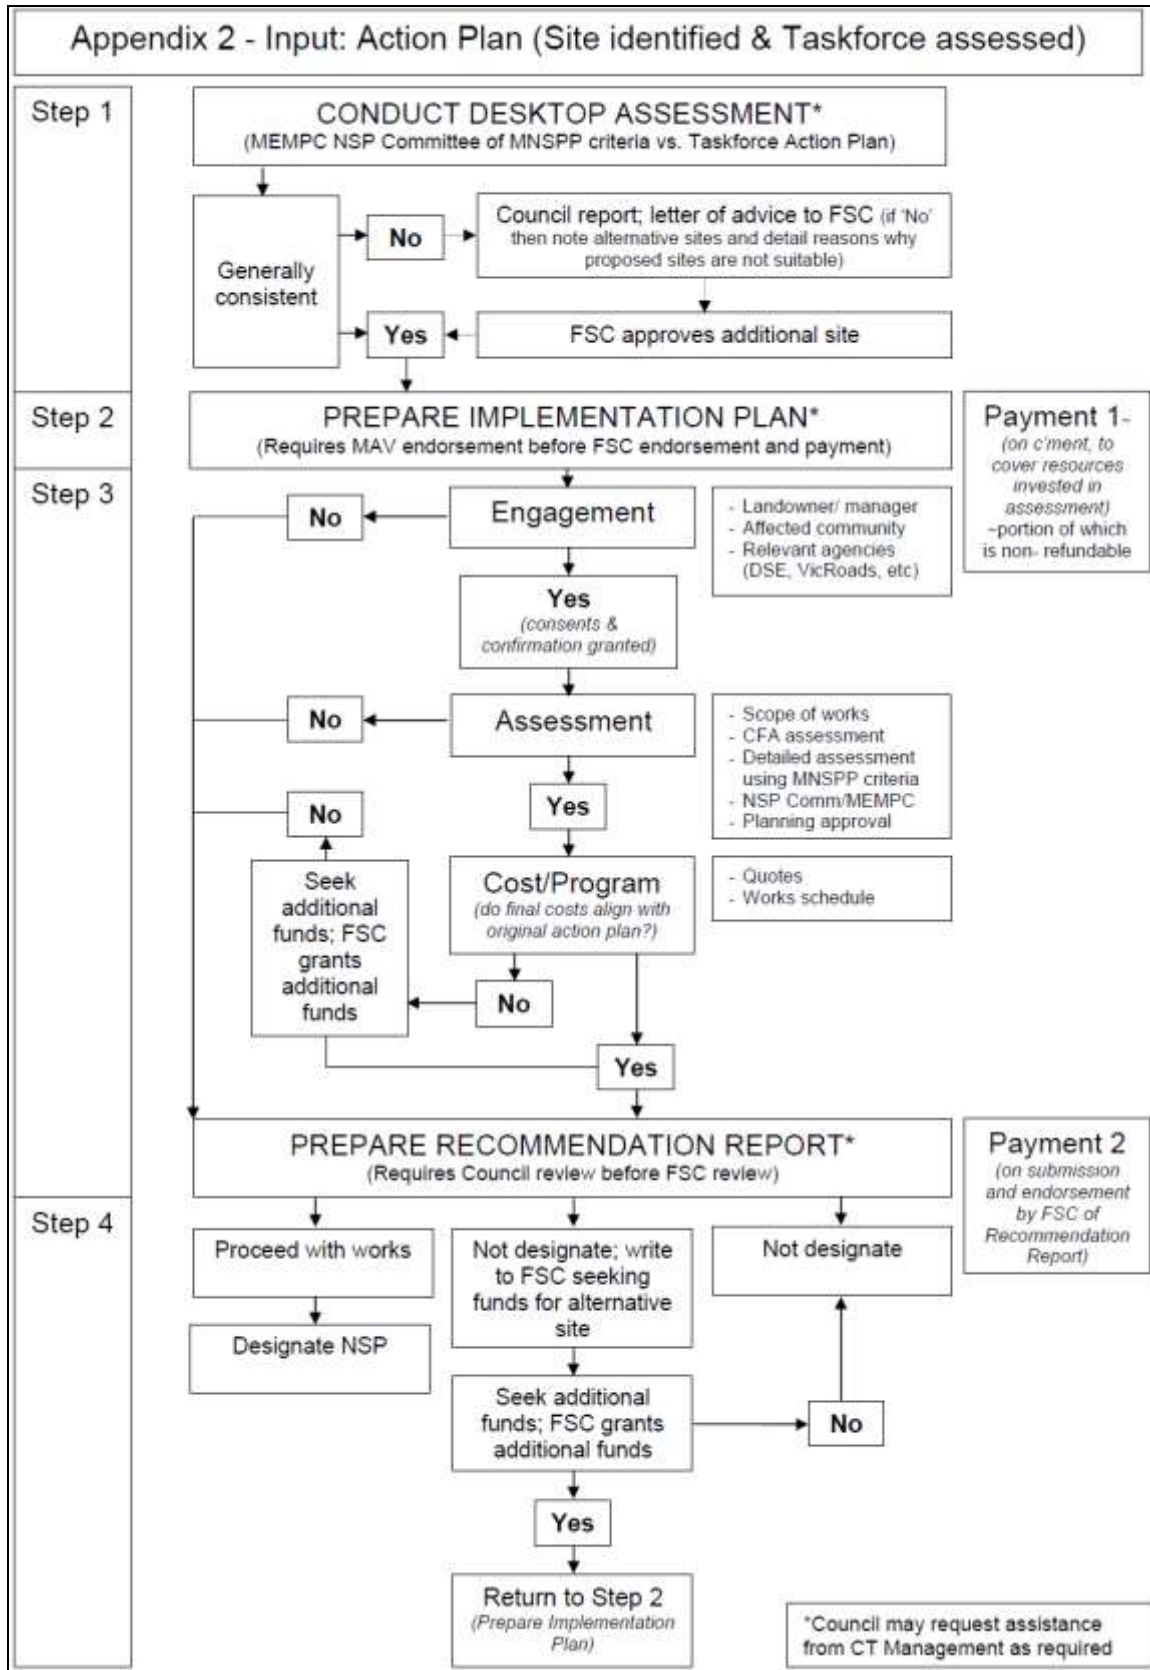 Appendix 2 - Input: Action Plan (Site identified & Taskforce assessed)
Step 1
CONDUCT DESKTOP ASSESSMENT*
(MEMPC NSP Committee of MNSPP criteria vs. Taskforce Action Plan)
Generally
consistent
No
Council report; letter of advice to FSC (if 'No'
then note alternative sites and detail reasons why
proposed sites are not suitable)
Yes
FSC approves additional site
Step 2
PREPARE IMPLEMENTATION PLAN*
(Requires MAV endorsement before FSC endorsement and payment)
Payment 1~
(on c'ment, to
cover resources
invested in
assessment)
~portion of which
is non- refundable
Step 3
No
Engagement
- Landowner/ manager
- Affected community
- Relevant agencies
(DSE, VicRoads, etc)
Yes
(consents &
confirmation granted)
No
Assessment
- Scope of works
- CFA assessment
- Detailed assessment
using MNSPP criteria
- NSP Comm/MEMPC
- Planning approval
Yes
No
Seek
additional
funds; FSC
grants
additional
funds
Cost/Program
(do final costs align with
original action plan?)
- Quotes
- Works schedule
No
Yes
PREPARE RECOMMENDATION REPORT*
(Requires Council review before FSC review)
Payment 2
(on submission
and endorsement
by FSC of
Recommendation
Report)
Step 4
Proceed with works
Not designate; write
to FSC seeking
funds for alternative
site
Not designate
Designate NSP
Seek additional
funds; FSC grants
additional funds
No
Yes
Return to Step 2
(Prepare Implementation
Plan)
*Council may request assistance
from CT Management as required